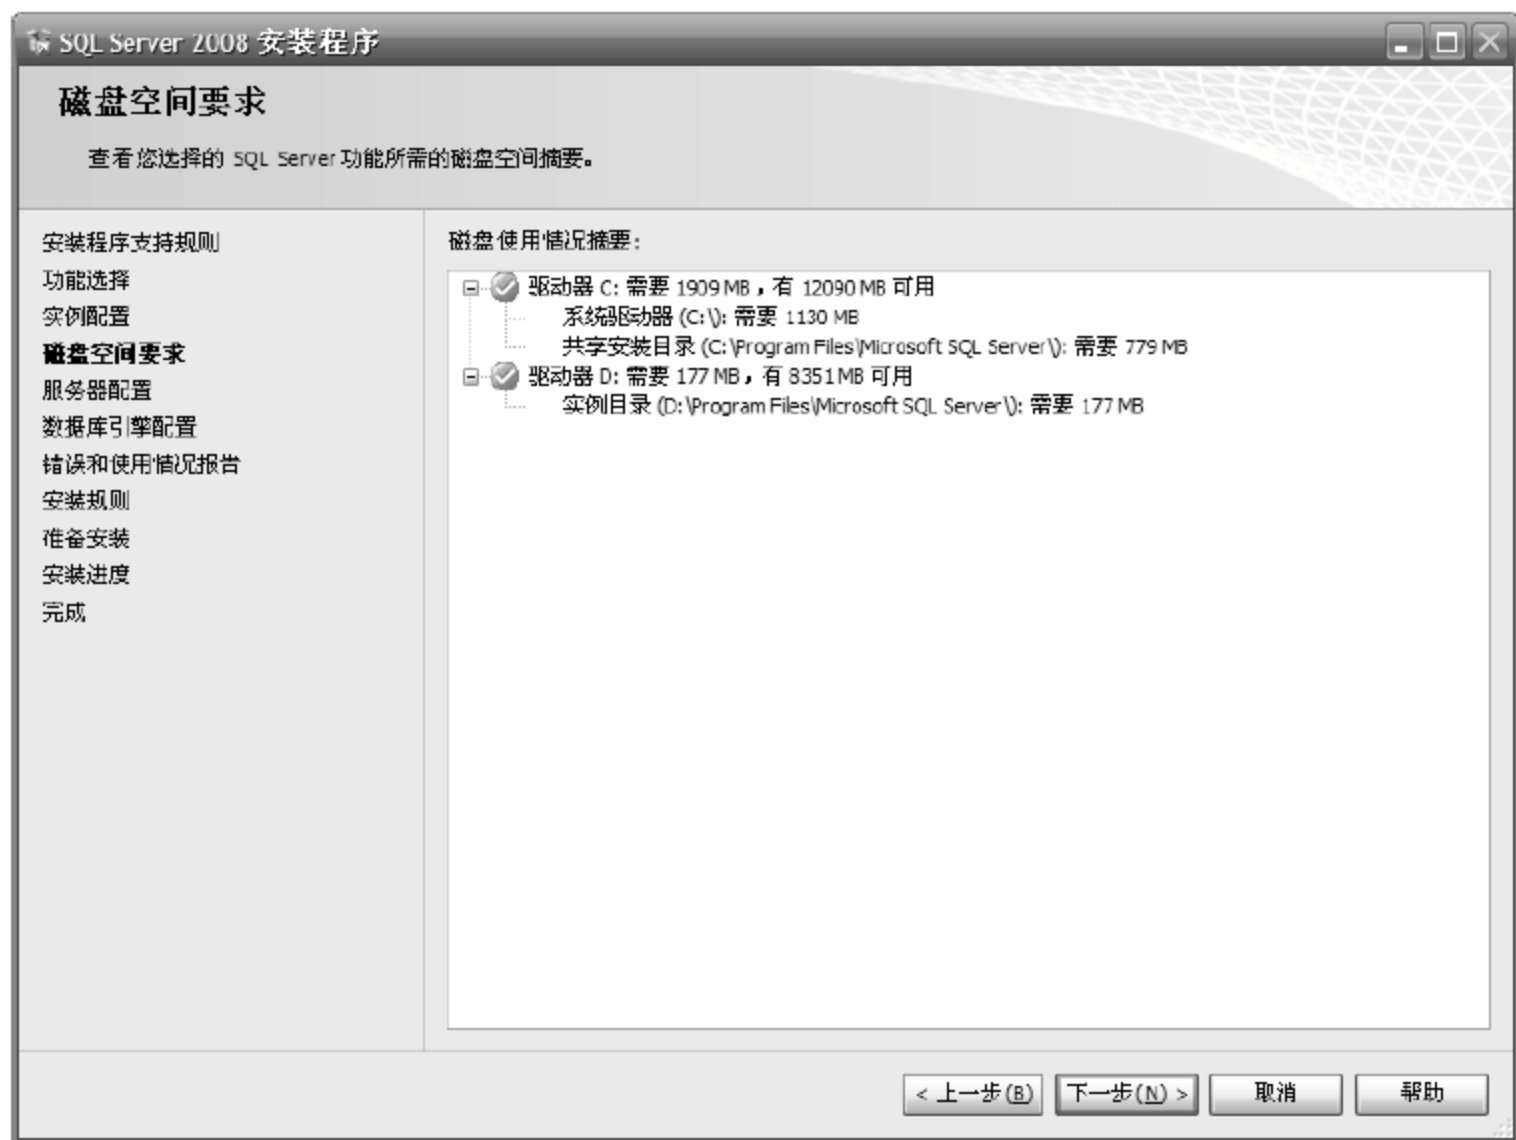 SQL Server 2008 安装程序
磁盘空间要求
查看您选择的 SQL Server 功能所需的磁盘空间摘要。
安装程序支持规则
功能选择
实例配置
磁盘空间要求
服务器配置
数据库引擎配置
错误和使用情况报告
安装规则
准备安装
安装进度
完成
磁盘使用情况摘要:
驱动器 C: 需要 1909 MB，有 12090 MB 可用
系统驱动器 (C:\): 需要 1130 MB
共享安装目录 (C:\Program Files\Microsoft SQL Server\): 需要 779 MB
驱动器 D: 需要 177 MB，有 8351 MB 可用
实例目录 (D:\Program Files\Microsoft SQL Server\): 需要 177 MB
< 上一步(B)
下一步(N) >
取消
帮助